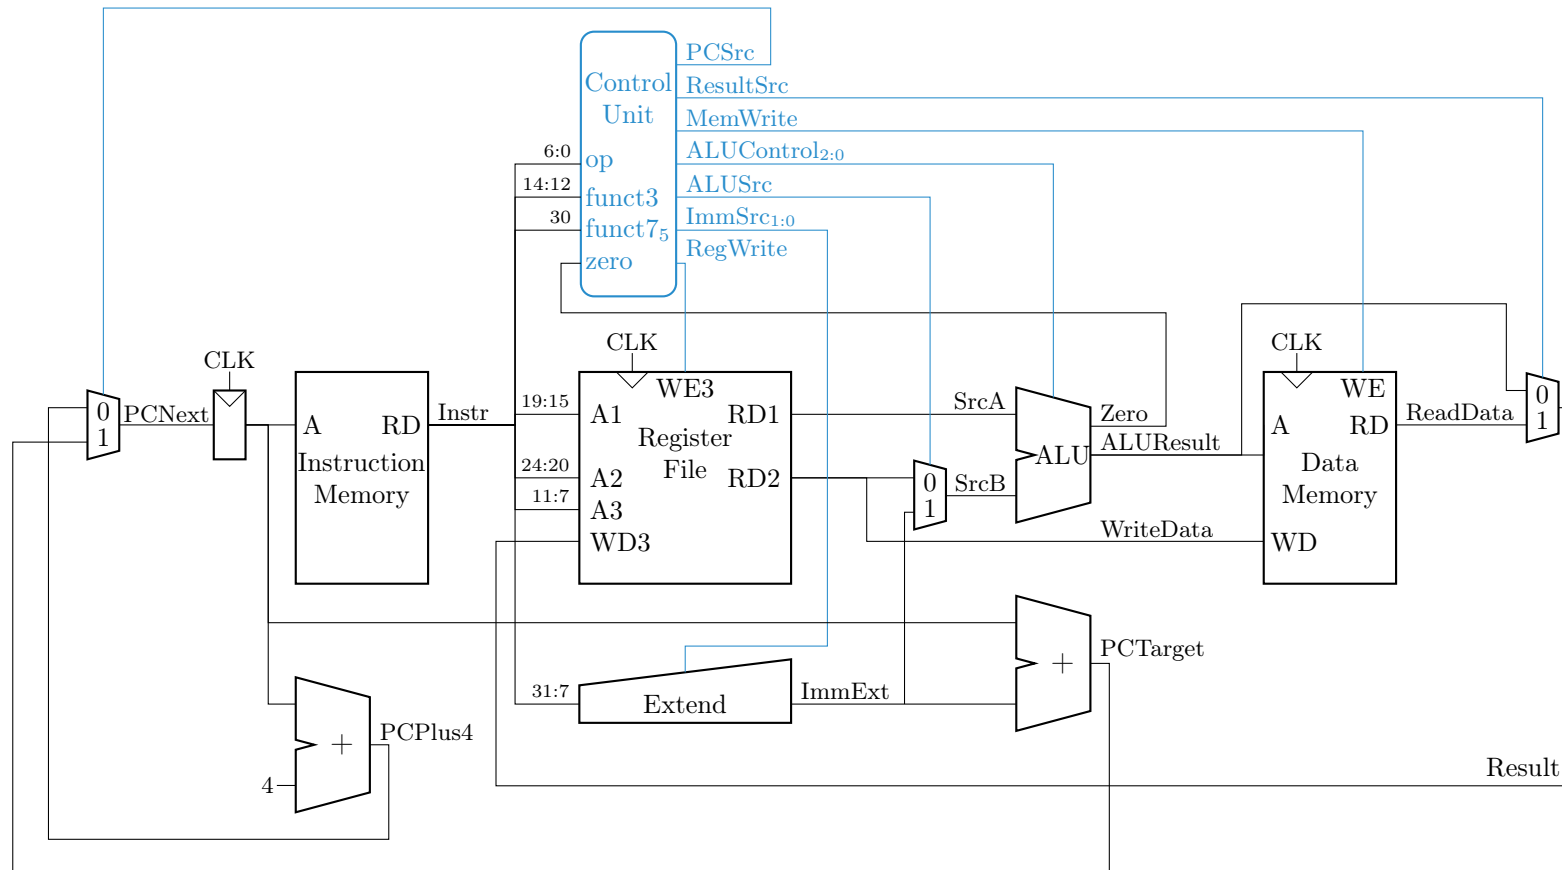 PCSrc
Control
Unit
ResultSrc
MemWrite
6:0
op
ALUControl2:0
14:12
funct3
ALUSrc
30
funct75
ImmSrc1:0
zero
RegWrite
CLK
CLK
CLK
0
1
PCNext
A
RD
Instruction
Memory
Instr
19:15
24:20
11:7
WE3
A1
RD1
Register
File
A2
RD2
A3
WD3
SrcA
0
1
SrcB
ALU
Zero
ALUResult
WriteData
WE
A
RD
Data
Memory
WD
ReadData
0
1
31:7
Extend
ImmExt
+
PCTarget
+
PCPlus4
4
Result